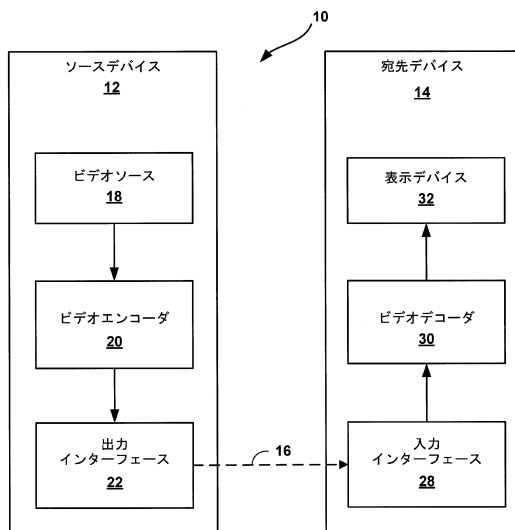 10
ソースデバイス
12
ビデオソース
18
ビデオエンコーダ
20
出力
インターフェース
22
16
宛先デバイス
14
表示デバイス
32
ビデオデコーダ
30
入力
インターフェース
28